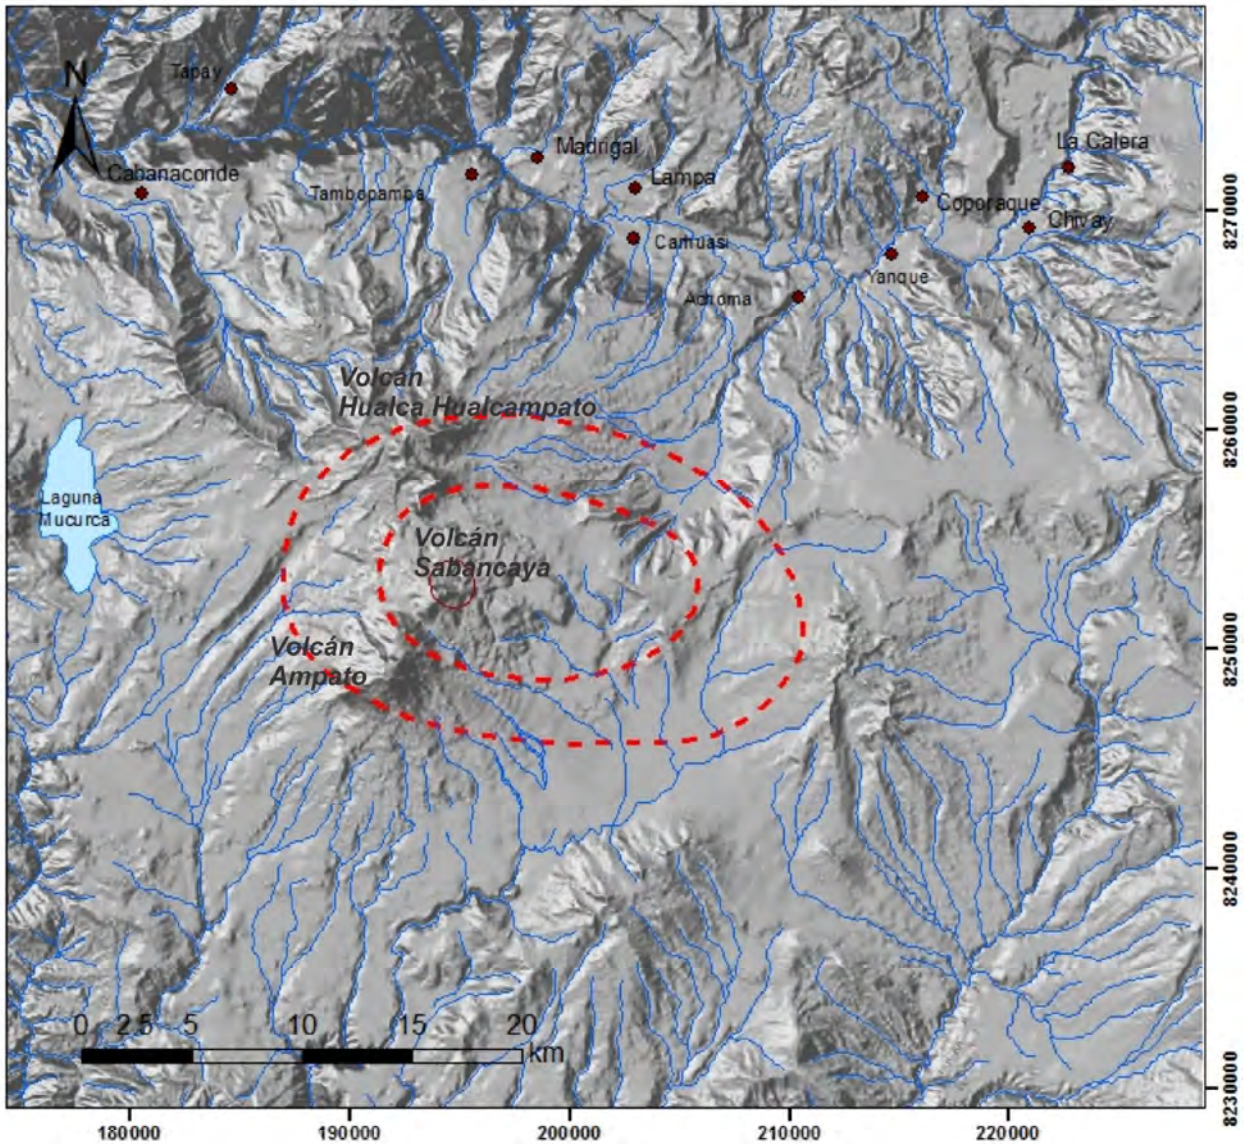 Tapay
N
Madrigal
La Calera
Cabanaconde
Tambopampa
Lampa
Coporaque
Chivay
Canuasi
Yanque
Achoma
Volcán
Hualca Hualcampato
Laguna
Mucurca
Volcán
Sabancaya
Volcán
Ampato
0 2.5 5 10 15 20
km
180000 190000 200000 210000 220000
8270000
8260000
8250000
8240000
8230000